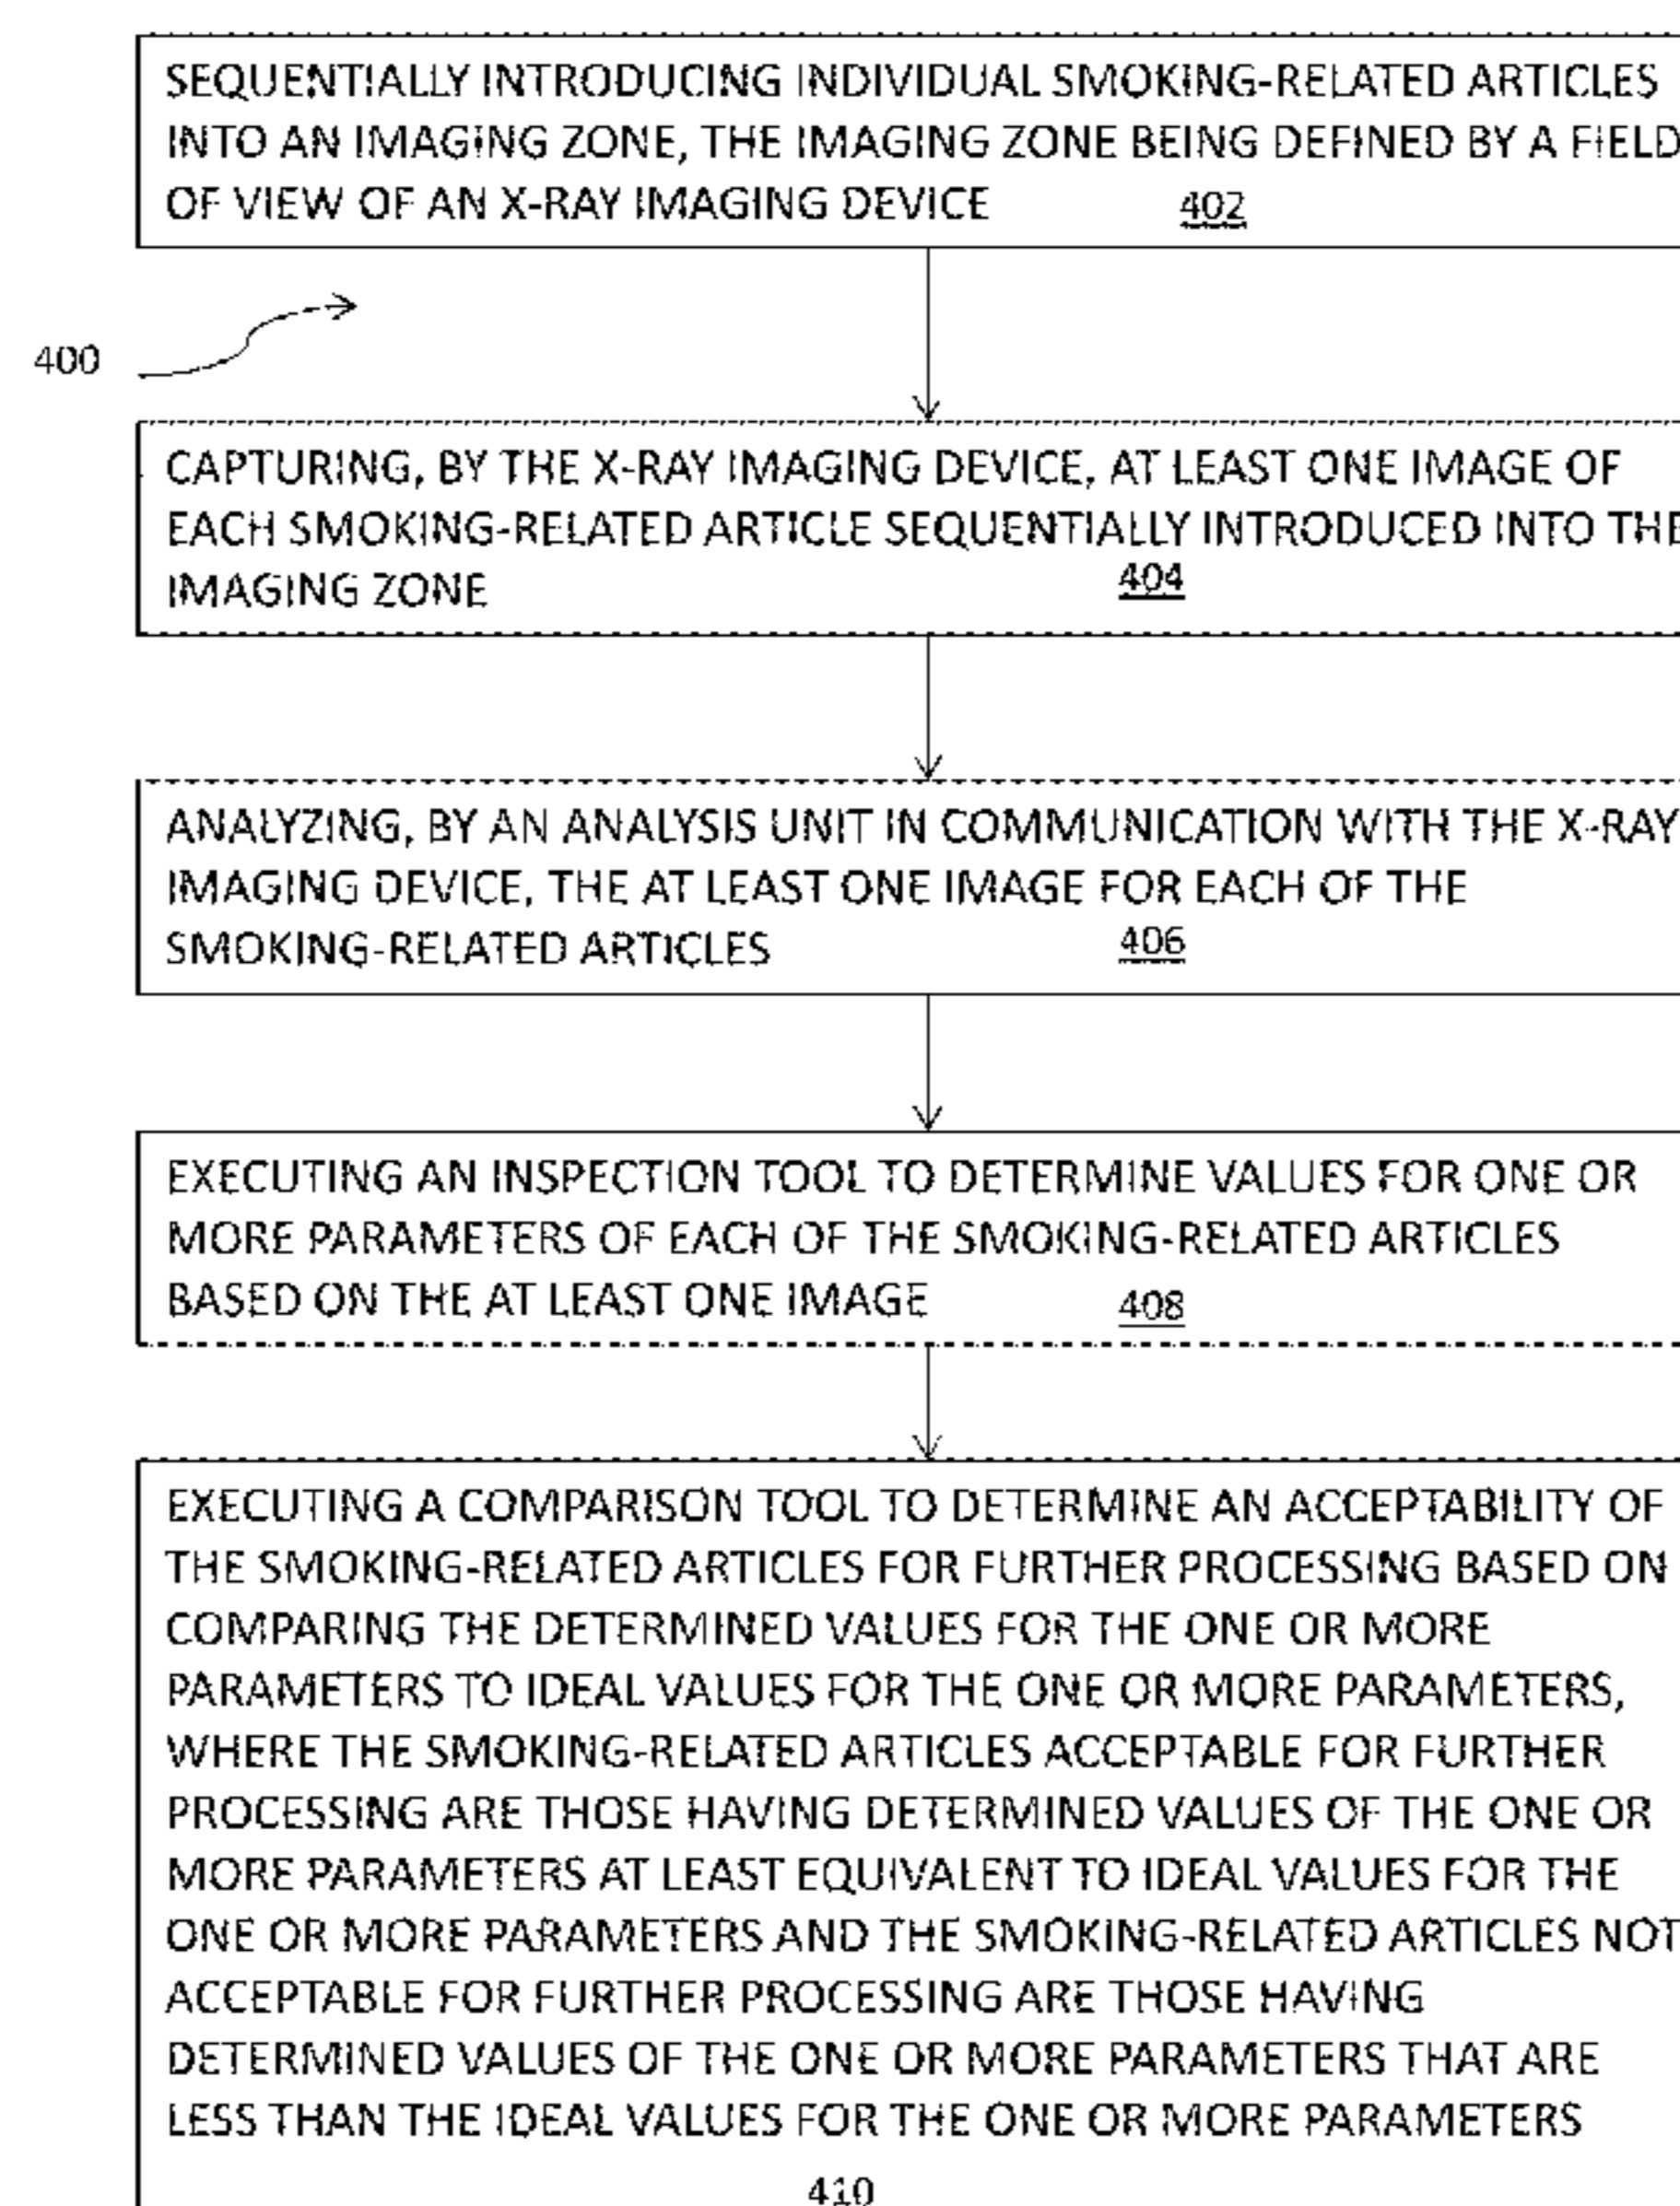 SEQUENTIALLY INTRODUCING INDIVIDUAL SMOKING-RELATED ARTICLES
INTO AN IMAGING ZONE, THE IMAGING ZONE BEING DEFINED BY A FIELD
OF VIEW OF AN X-RAY IMAGING DEVICE 402
400
CAPTURING, BY THE X-RAY IMAGING DEVICE, AT LEAST ONE IMAGE OF
EACH SMOKING-RELATED ARTICLE SEQUENTIALLY INTRODUCED INTO THE
IMAGING ZONE 404
ANALYZING, BY AN ANALYSIS UNIT IN COMMUNICATION WITH THE X-RAY
IMAGING DEVICE, THE AT LEAST ONE IMAGE FOR EACH OF THE
SMOKING-RELATED ARTICLES 406
EXECUTING AN INSPECTION TOOL TO DETERMINE VALUES FOR ONE OR
MORE PARAMETERS OF EACH OF THE SMOKING-RELATED ARTICLES
BASED ON THE AT LEAST ONE IMAGE 408
EXECUTING A COMPARISON TOOL TO DETERMINE AN ACCEPTABILITY OF
THE SMOKING-RELATED ARTICLES FOR FURTHER PROCESSING BASED ON
COMPARING THE DETERMINED VALUES FOR THE ONE OR MORE
PARAMETERS TO IDEAL VALUES FOR THE ONE OR MORE PARAMETERS,
WHERE THE SMOKING-RELATED ARTICLES ACCEPTABLE FOR FURTHER
PROCESSING ARE THOSE HAVING DETERMINED VALUES OF THE ONE OR
MORE PARAMETERS AT LEAST EQUIVALENT TO IDEAL VALUES FOR THE
ONE OR MORE PARAMETERS AND THE SMOKING-RELATED ARTICLES NOT
ACCEPTABLE FOR FURTHER PROCESSING ARE THOSE HAVING
DETERMINED VALUES OF THE ONE OR MORE PARAMETERS THAT ARE
LESS THAN THE IDEAL VALUES FOR THE ONE OR MORE PARAMETERS
410